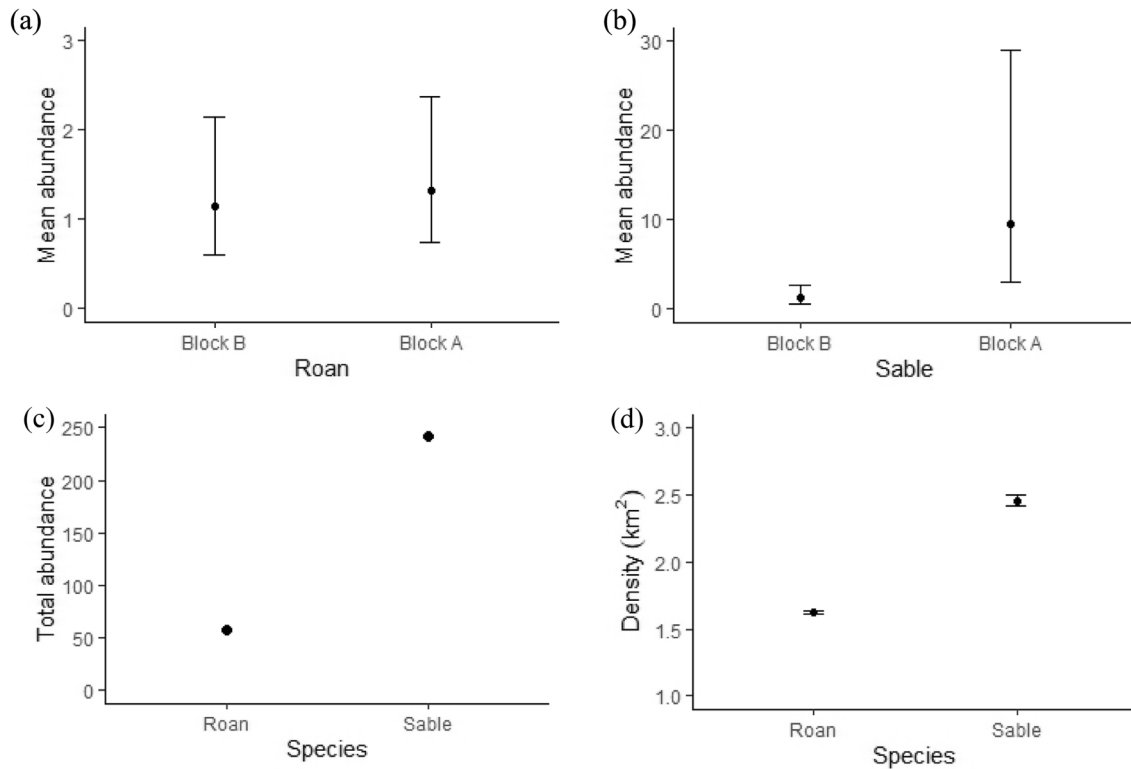 (a)
Mean abundance
3
2
1
0
Block B
Block A
Roan
(b)
Mean abundance
30
20
10
0
Block B
Block A
Sable
(c)
Total abundance
250
200
150
100
50
0
Roan
Sable
Species
(d)
Density (km²)
3.0
2.5
2.0
1.5
1.0
Roan
Sable
Species